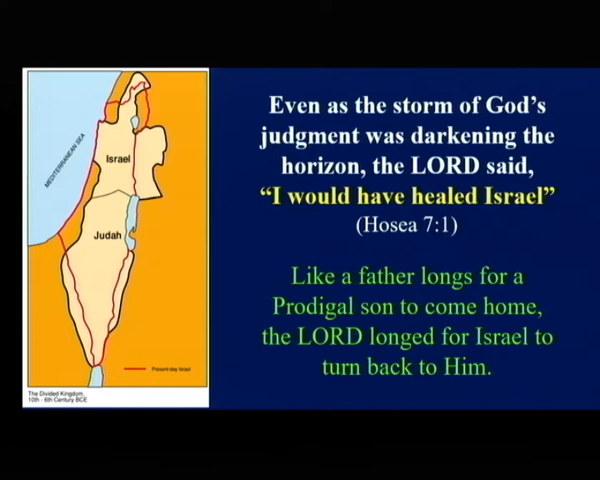 MEDITERRANEAN SEA
Israel
Judah
Present-day Israel
The Divided Kingdom,
10th - 6th Century BCE
Even as the storm of God's
judgment was darkening the
horizon, the LORD said,
“I would have healed Israel”
(Hosea 7:1)
Like a father longs for a
Prodigal son to come home,
the LORD longed for Israel to
turn back to Him.